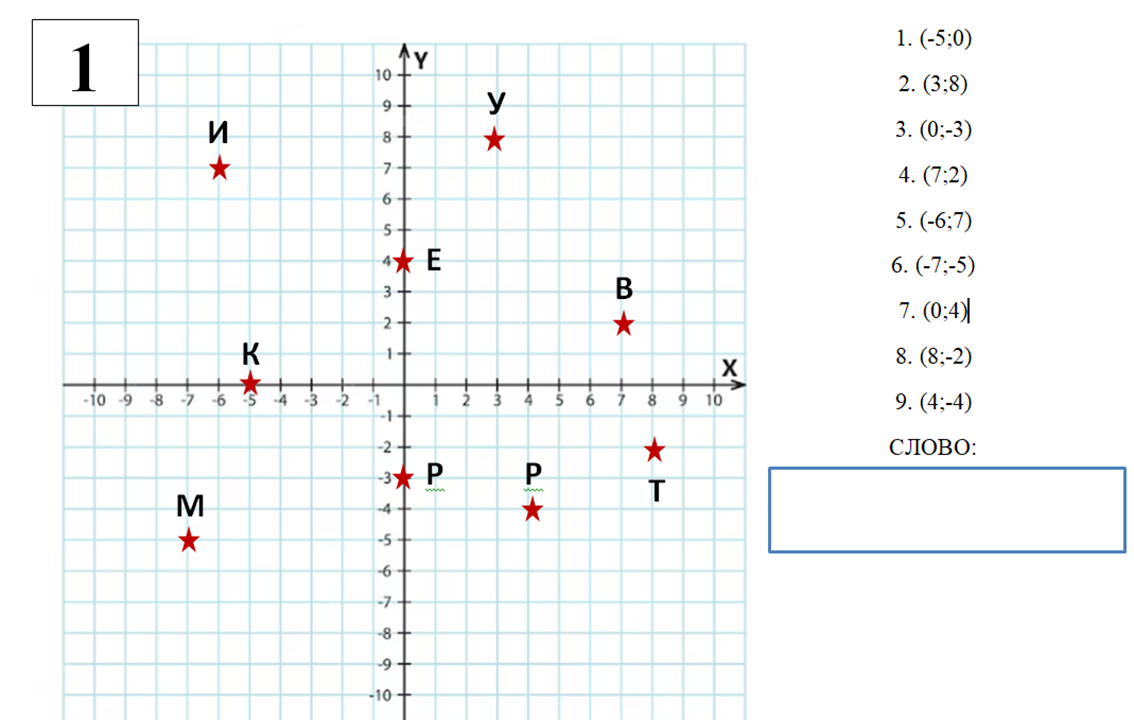 1
Y
10
9
8
7
6
5
4
3
2
1
-1
-2
-3
-4
-5
-6
-7
-8
-9
-10
X
-10 -9 -8 -7 -6 -5 -4 -3 -2 -1 1 2 3 4 5 6 7 8 9 10
У
И
Е
В
К
Р
Р
Т
М
1. (-5;0)
2. (3;8)
3. (0;-3)
4. (7;2)
5. (-6;7)
6. (-7;-5)
7. (0;4)
8. (8;-2)
9. (4;-4)
СЛОВО: